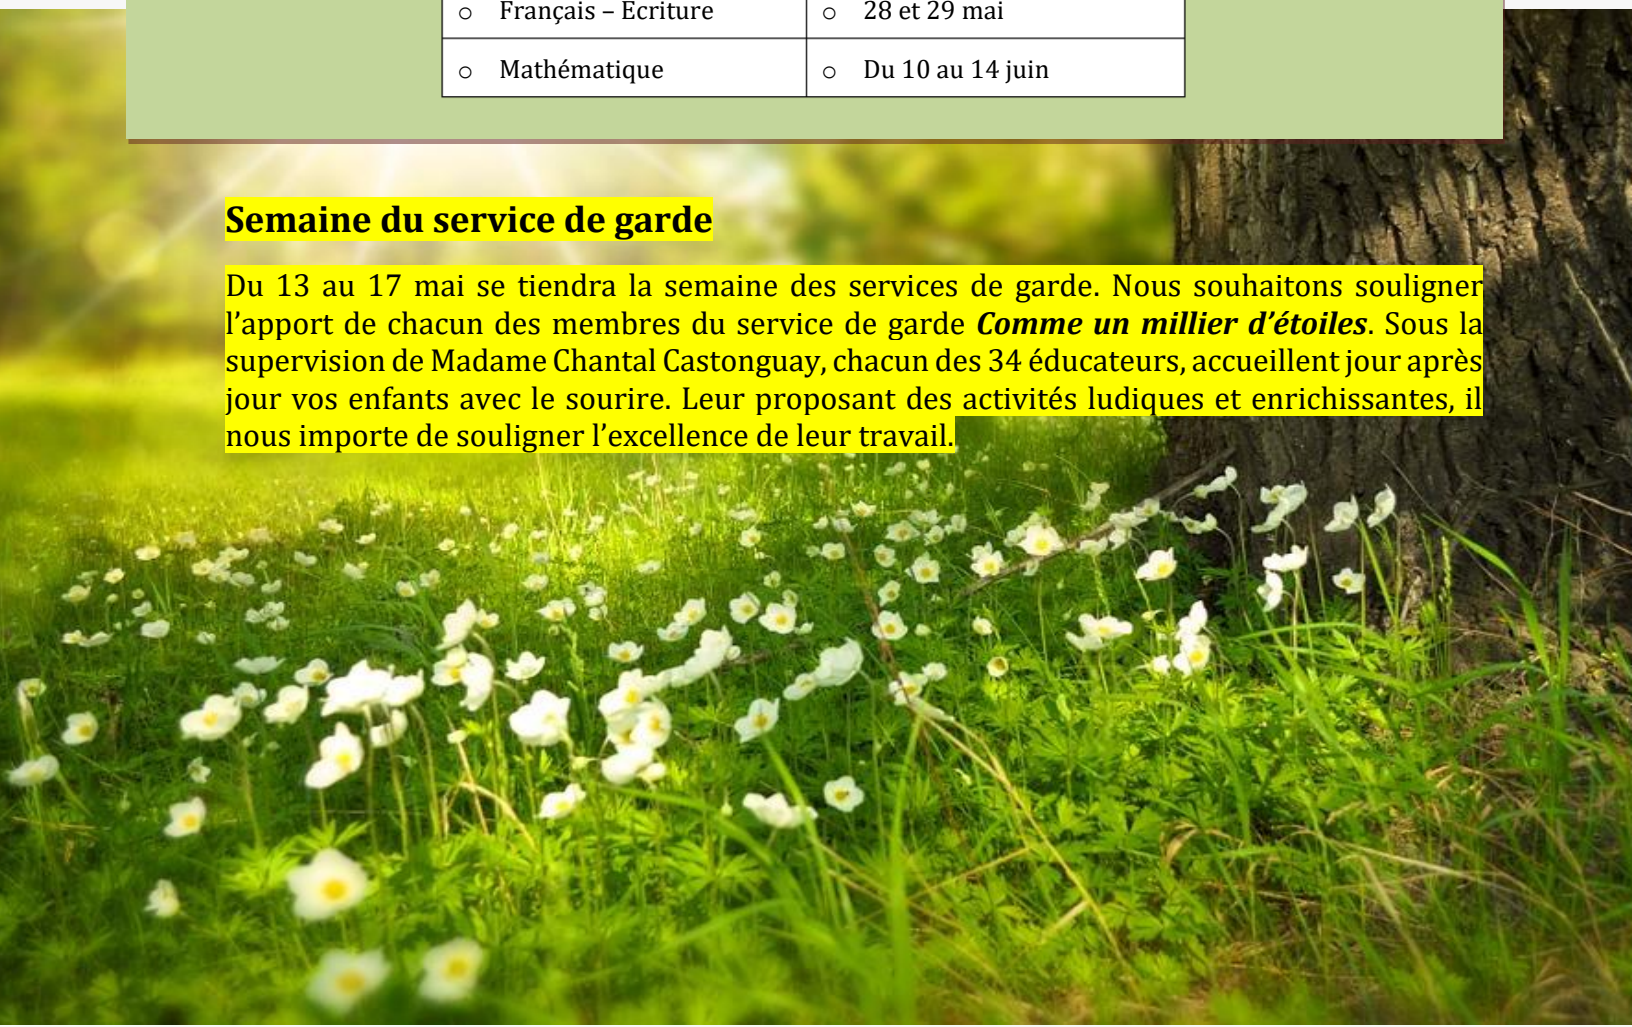 ○ Français – Ecriture ○ 28 et 29 mai
○ Mathématique ○ Du 10 au 14 juin
Semaine du service de garde
Du 13 au 17 mai se tiendra la semaine des services de garde. Nous souhaitons souligner
l’apport de chacun des membres du service de garde Comme un millier d’étoiles. Sous la
supervision de Madame Chantal Castonguay, chacun des 34 éducateurs, accueillent jour après
jour vos enfants avec le sourire. Leur proposant des activités ludiques et enrichissantes, il
nous importe de souligner l’excellence de leur travail.